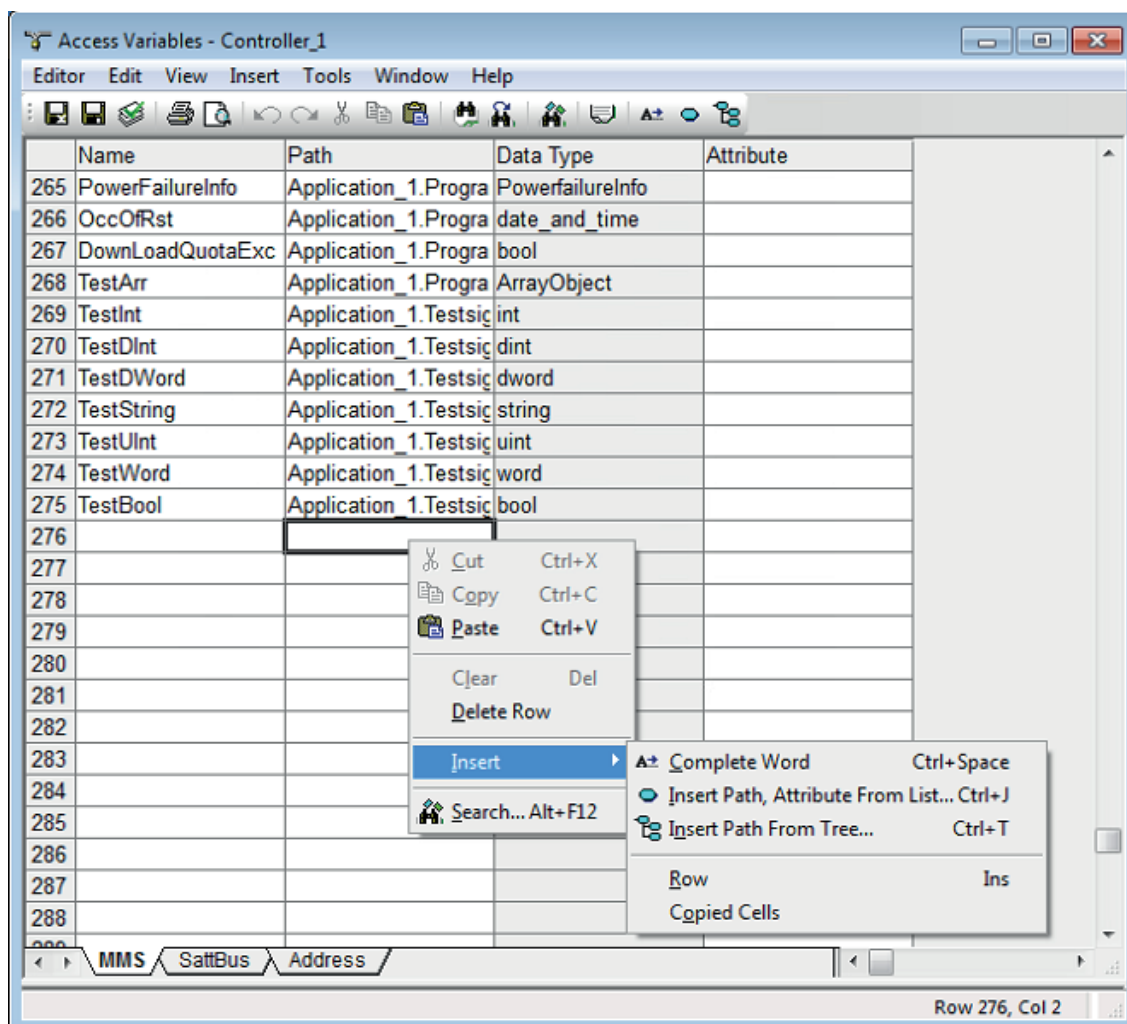 Access Variables - Controller_1
Editor Edit View Insert Tools Window Help
Name Path Data Type Attribute
265 PowerFailureInfo Application_1.Progra PowerfailureInfo
266 OccOfRst Application_1.Progra date_and_time
267 DownLoadQuotaExc Application_1.Progra bool
268 TestArr Application_1.Progra ArrayObject
269 TestInt Application_1.Testsig int
270 TestDInt Application_1.Testsig dint
271 TestDWord Application_1.Testsig dword
272 TestString Application_1.Testsig string
273 TestUInt Application_1.Testsig uint
274 TestWord Application_1.Testsig word
275 TestBool Application_1.Testsig bool
276
277
278
279
280
281
282
283
284
285
286
287
288
Cut Ctrl+X
Copy Ctrl+C
Paste Ctrl+V
Clear Del
Delete Row
Insert
Search... Alt+F12
Complete Word Ctrl+Space
Insert Path, Attribute From List... Ctrl+J
Insert Path From Tree... Ctrl+T
Row Ins
Copied Cells
MMS SattBus Address
Row 276, Col 2